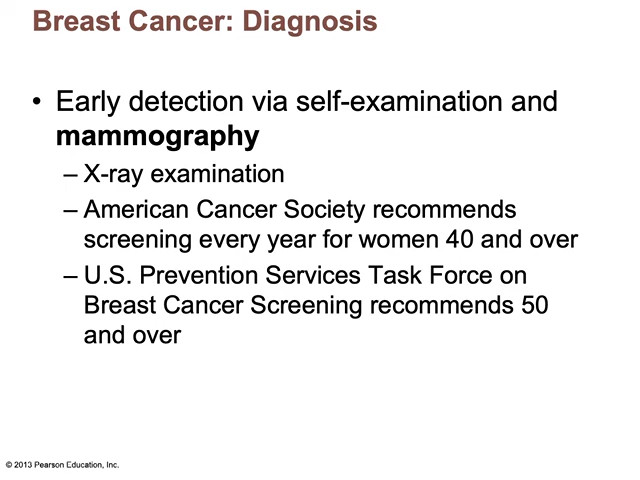 Breast Cancer: Diagnosis
• Early detection via self-examination and
mammography
– X-ray examination
– American Cancer Society recommends
screening every year for women 40 and over
– U.S. Prevention Services Task Force on
Breast Cancer Screening recommends 50
and over
© 2013 Pearson Education, Inc.